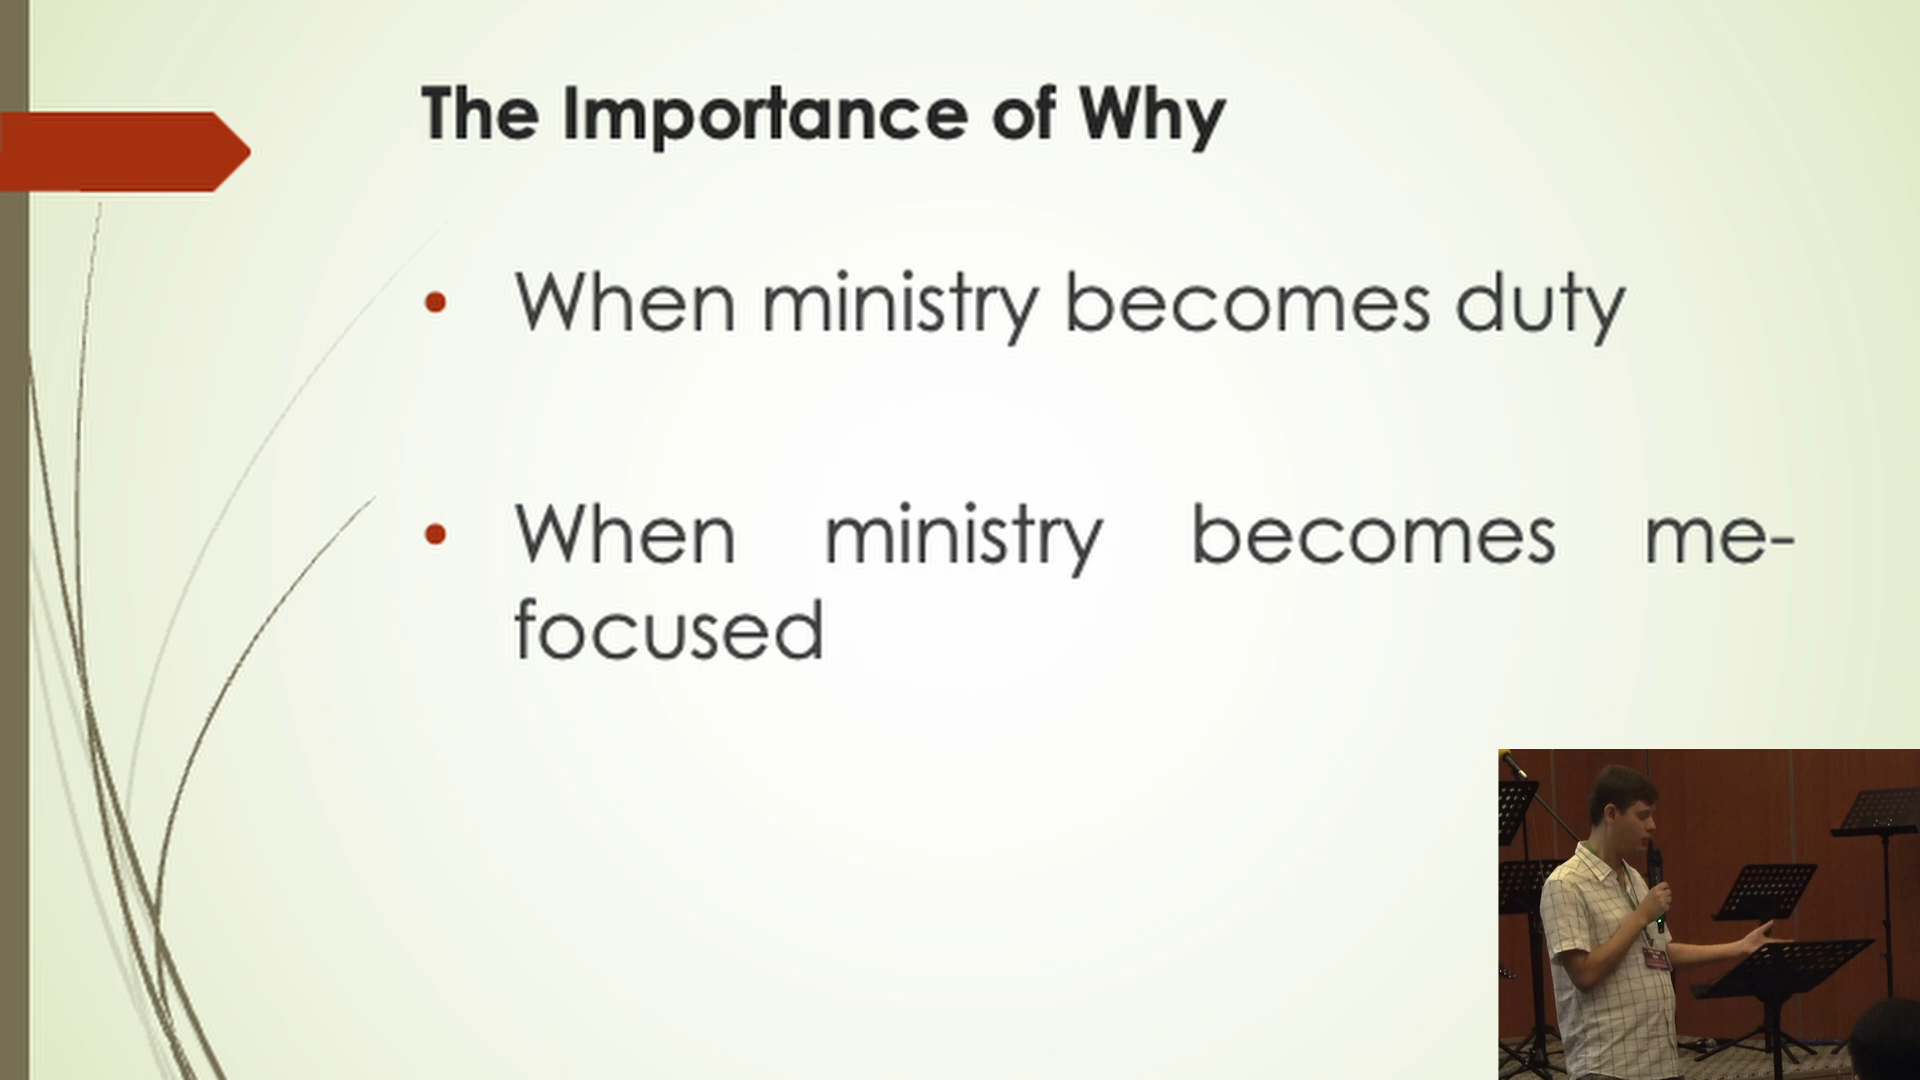 The Importance of Why
• When ministry becomes duty
• When ministry becomes me-
focused